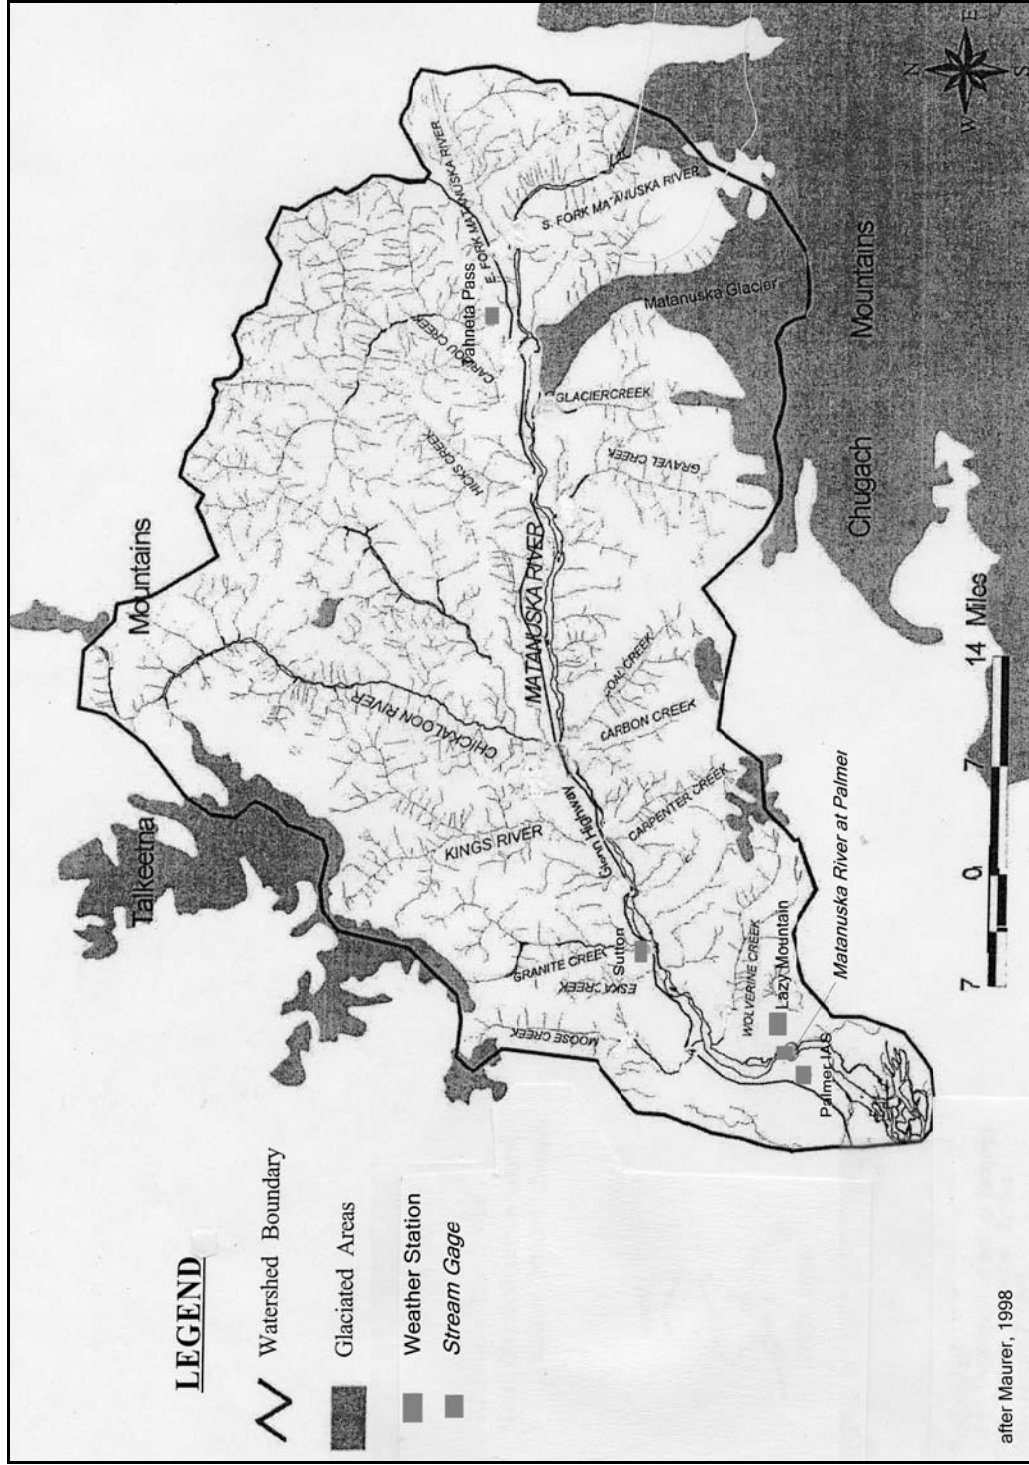 LEGEND
Watershed Boundary
Glaciated Areas
Weather Station
Stream Gage
Talkeetna
Mountains
Chugach
Mountains
N
E
S
W
E. FORK MATANUSKA RIVER
S. FORK MATANUSKA RIVER
Tahneta Pass
CARIBOU CREEK
Matanuska Glacier
GLACIERCREEK
GRAVEL CREEK
HICKS CREEK
MATANUSKA RIVER
CHICKALOON RIVER
COAL CREEK
CARBON CREEK
CARPENTER CREEK
KINGS RIVER
Glenn Highway
GRANITE CREEK
Sutton
ESKA CREEK
MOOSE CREEK
WOLVERINE CREEK
Lazy Mountain
Matanuska River at Palmer
Palmer IAS
7 0 7 14 Miles
after Maurer, 1998